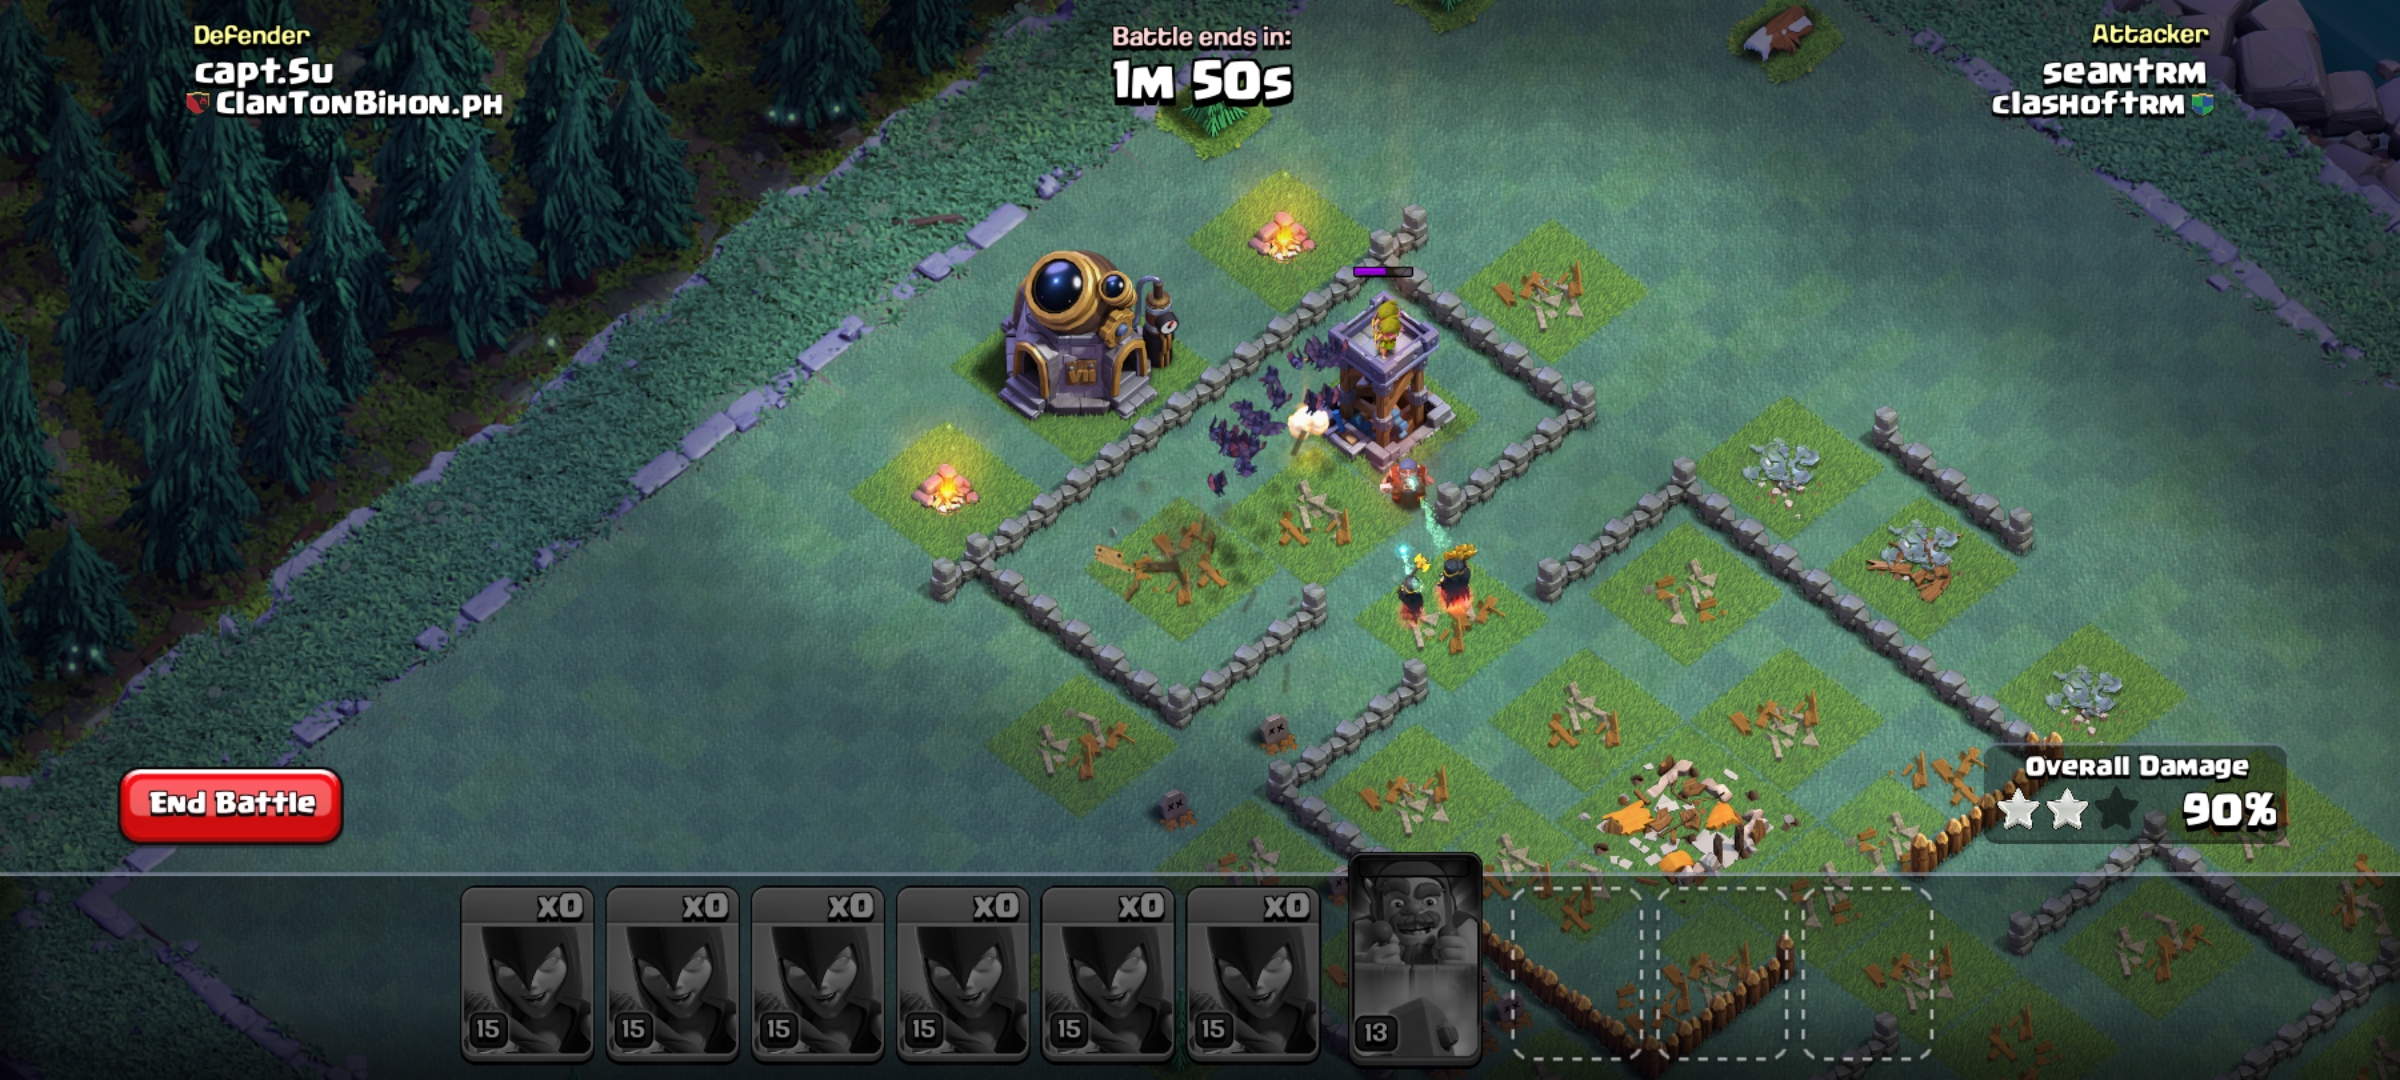 Defender
capt.Su
ClanTonBihon.PH
Battle ends in:
1M 50s
Attacker
seantRM
clashoftRM
VII
End Battle
Overall Damage
90%
x0
x0
x0
x0
x0
x0
15
15
15
15
15
15
13